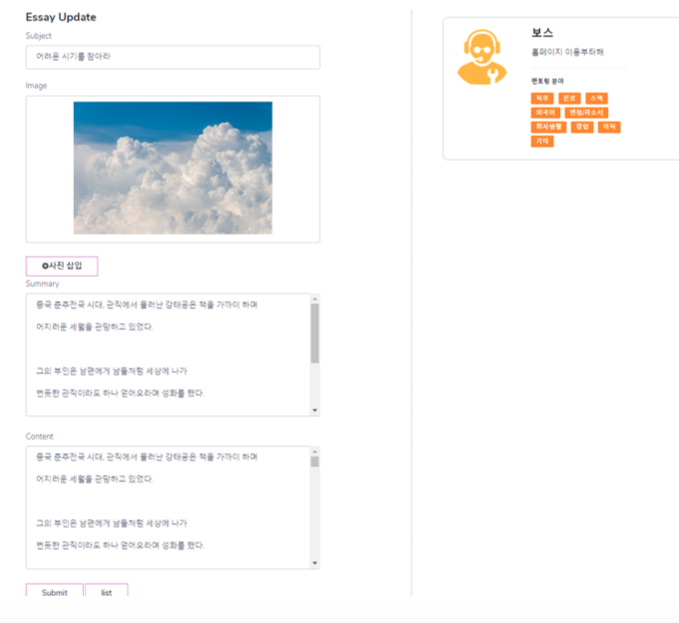 Essay Update
Subject
어려운 시기를 참아라
Image
사진 삽입
Summary
중국 춘추전국 시대, 관직에서 물러난 강태공은 책을 가까이 하며
어지러운 세월을 관망하고 있었다.
그의 부인은 남편에게 남들처럼 세상에 나가
번듯한 관직이라도 하나 얻어오라며 성화를 했다.
Content
중국 춘추전국 시대, 관직에서 물러난 강태공은 책을 가까이 하며
어지러운 세월을 관망하고 있었다.
그의 부인은 남편에게 남들처럼 세상에 나가
번듯한 관직이라도 하나 얻어오라며 성화를 했다.
Submit list
보스
홈페이지 이용부터해
멘토링 분야
직무 진로 스펙
외국어 면접/자소서
회사생활 창업 이직
기타